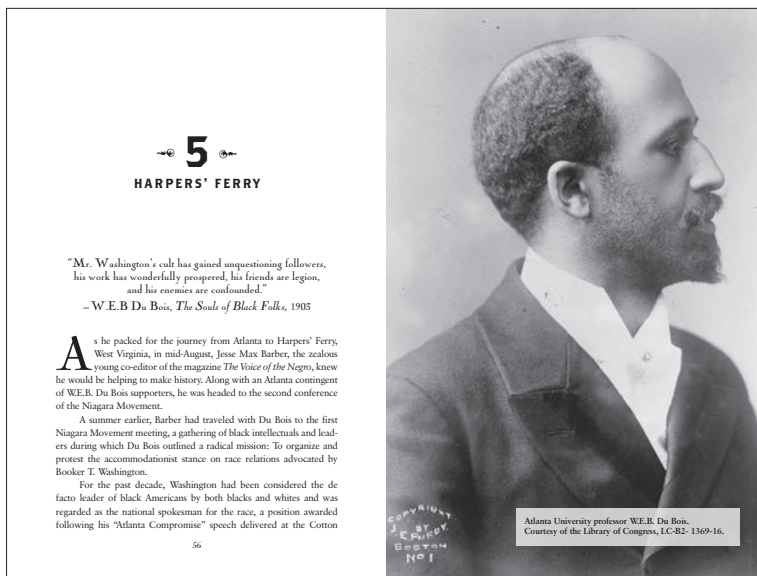 5
HARPERS' FERRY
“Mr. Washington's cult has gained unquestioning followers,
his work has wonderfully prospered, his friends are legion,
and his enemies are confounded.”
– W.E.B Du Bois, The Souls of Black Folks, 1903
As he packed for the journey from Atlanta to Harpers' Ferry,
West Virginia, in mid-August, Jesse Max Barber, the zealous
young co-editor of the magazine The Voice of the Negro, knew
he would be helping to make history. Along with an Atlanta contingent
of W.E.B. Du Bois supporters, he was headed to the second conference
of the Niagara Movement.
A summer earlier, Barber had traveled with Du Bois to the first
Niagara Movement meeting, a gathering of black intellectuals and lead-
ers during which Du Bois outlined a radical mission: To organize and
protest the accommodationist stance on race relations advocated by
Booker T. Washington.
For the past decade, Washington had been considered the de
facto leader of black Americans by both blacks and whites and was
regarded as the national spokesman for the race, a position awarded
following his “Atlanta Compromise” speech delivered at the Cotton
56
COPYRIGHT
BY
J. E. PURDY.
BOSTON
No 1
Atlanta University professor W.E.B. Du Bois.
Courtesy of the Library of Congress, LC-B2- 1369-16.